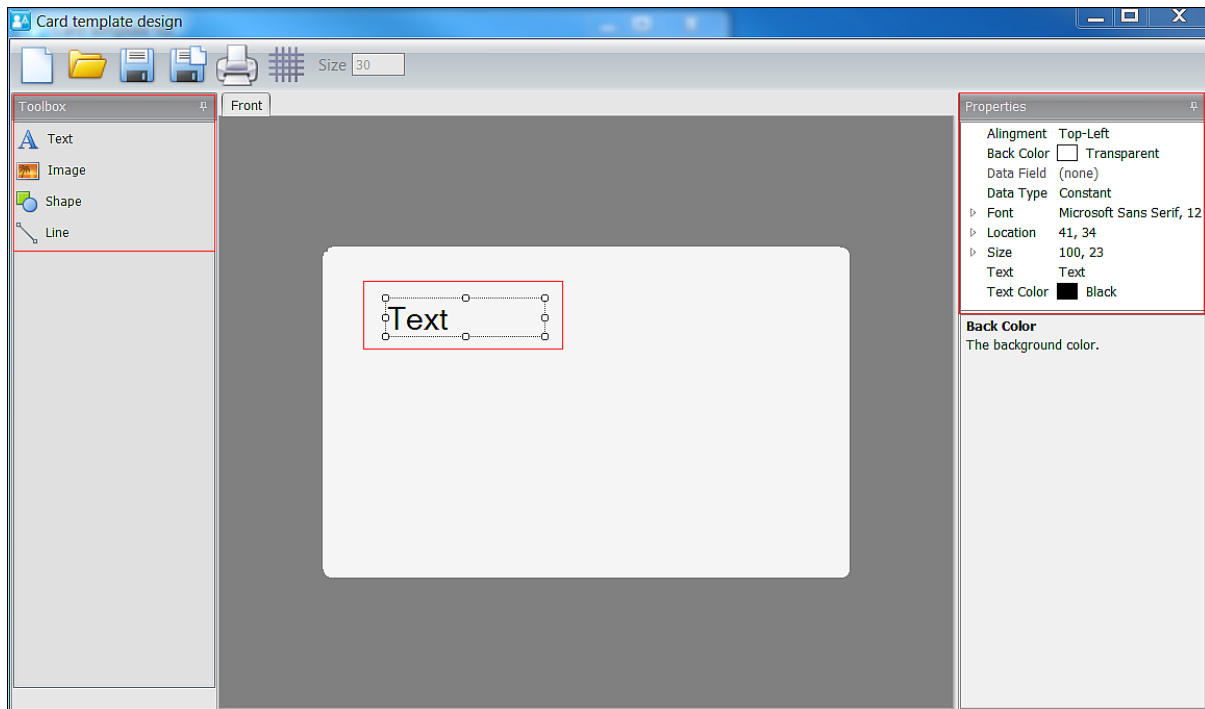 Card template design
Size 30
Toolbox
Text
Image
Shape
Line
Front
Text
Properties
Alingment Top-Left
Back Color Transparent
Data Field (none)
Data Type Constant
Font Microsoft Sans Serif, 12
Location 41, 34
Size 100, 23
Text Text
Text Color Black
Back Color
The background color.